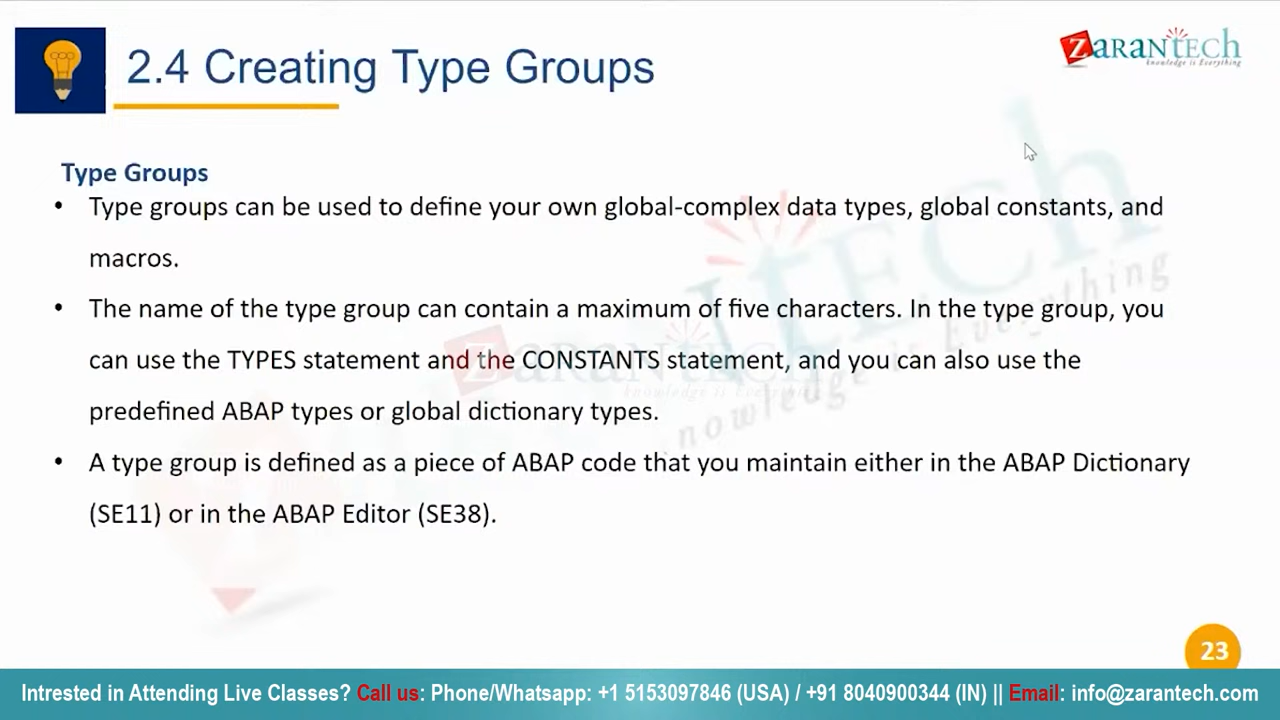 2.4 Creating Type Groups
ZaranTech
knowledge is Everything
Type Groups
• Type groups can be used to define your own global-complex data types, global constants, and
macros.
• The name of the type group can contain a maximum of five characters. In the type group, you
can use the TYPES statement and the CONSTANTS statement, and you can also use the
predefined ABAP types or global dictionary types.
• A type group is defined as a piece of ABAP code that you maintain either in the ABAP Dictionary
(SE11) or in the ABAP Editor (SE38).
23
Intrested in Attending Live Classes? Call us: Phone/Whatsapp: +1 5153097846 (USA) / +91 8040900344 (IN) || Email: info@zarantech.com